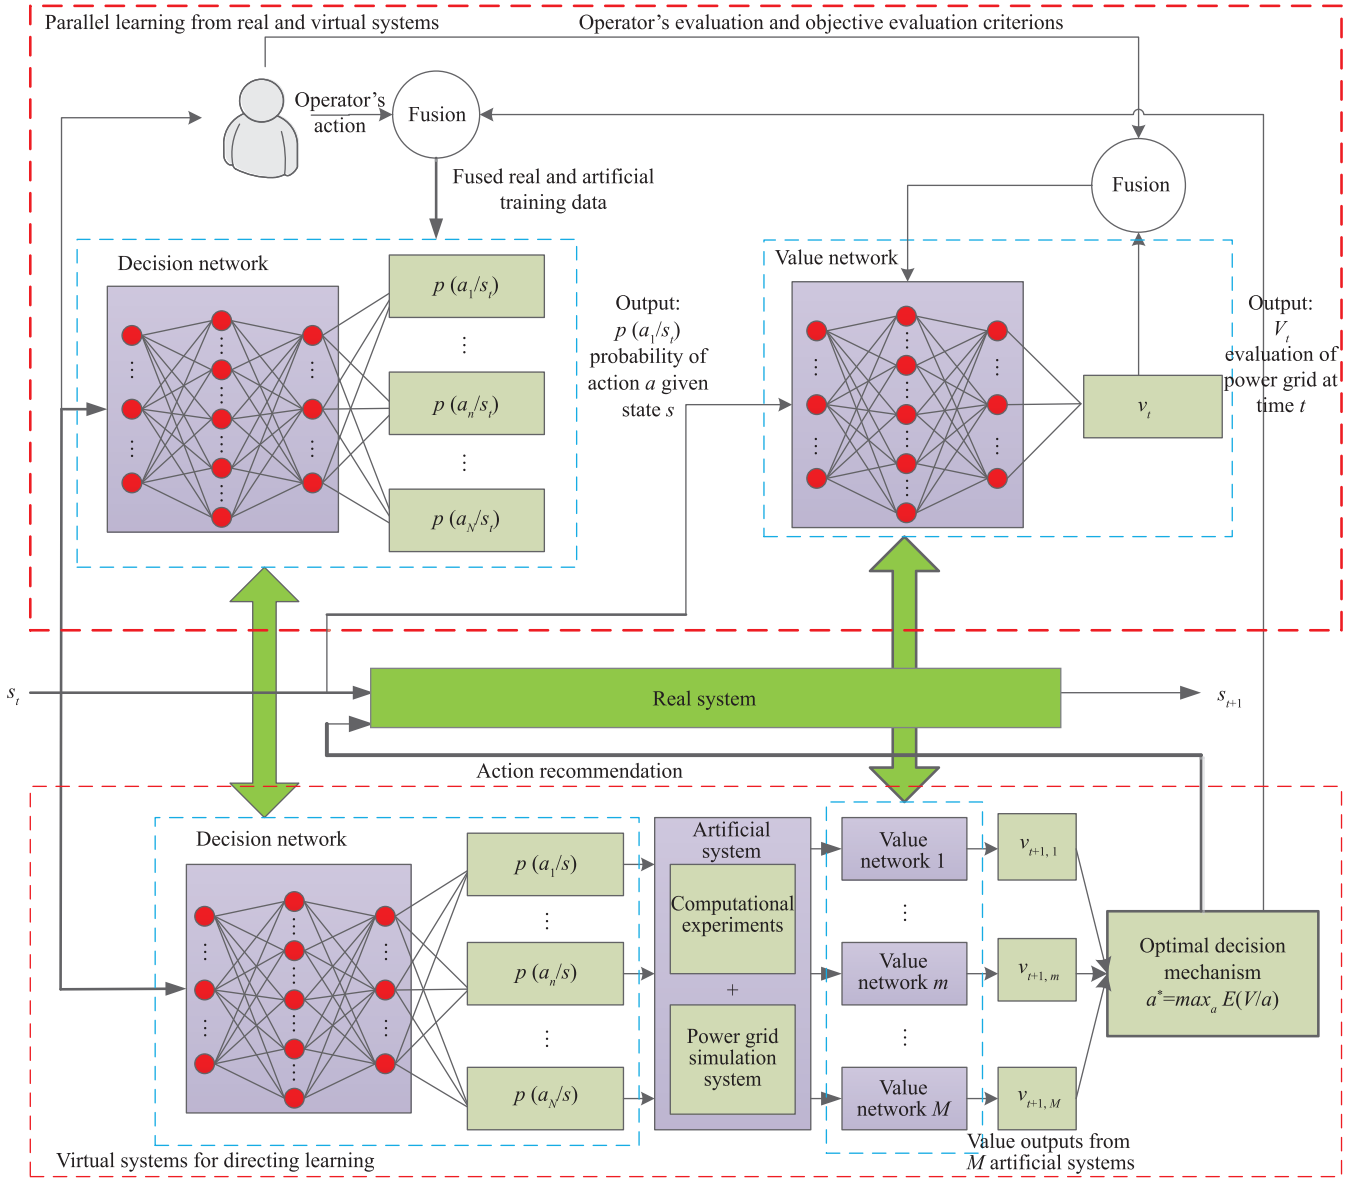 Parallel learning from real and virtual systems
Operator's evaluation and objective evaluation criterions
Operator's
action
Fusion
Fused real and artificial
training data
Fusion
Decision network
p (a1/st)
⋮
p (an/st)
⋮
p (aN/st)
Output:
p (a1/st)
probability of
action a given
state s
Value network
vt
Output:
Vt
evaluation of
power grid at
time t
st
Real system
st+1
Action recommendation
Decision network
p (a1/s)
⋮
p (an/s)
⋮
p (aN/s)
Artificial
system
Computational
experiments
+
Power grid
simulation
system
Value
network 1
⋮
Value
network m
⋮
Value
network M
vt+1, 1
vt+1, m
vt+1, M
Optimal decision
mechanism
a*=maxa E(V/a)
Value outputs from
M artificial systems
Virtual systems for directing learning